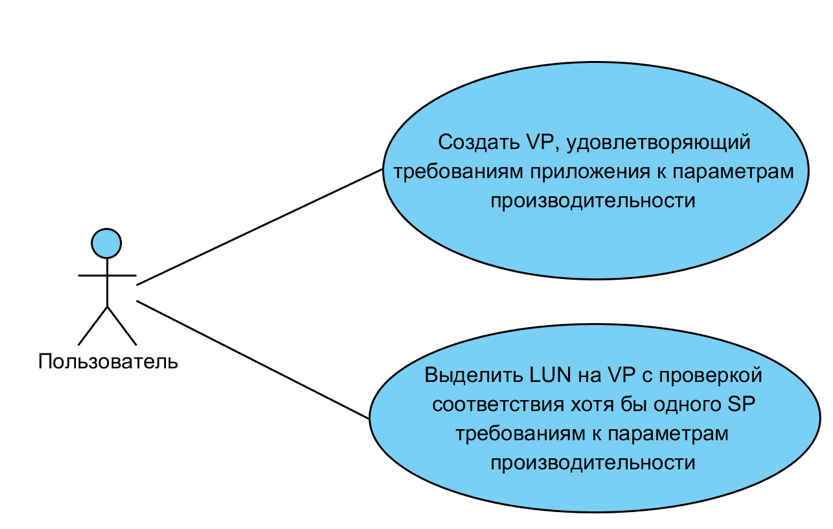 Создать VP, удовлетворяющий
требованиям приложения к параметрам
производительности
Пользователь
Выделить LUN на VP с проверкой
соответствия хотя бы одного SP
требованиям к параметрам
производительности